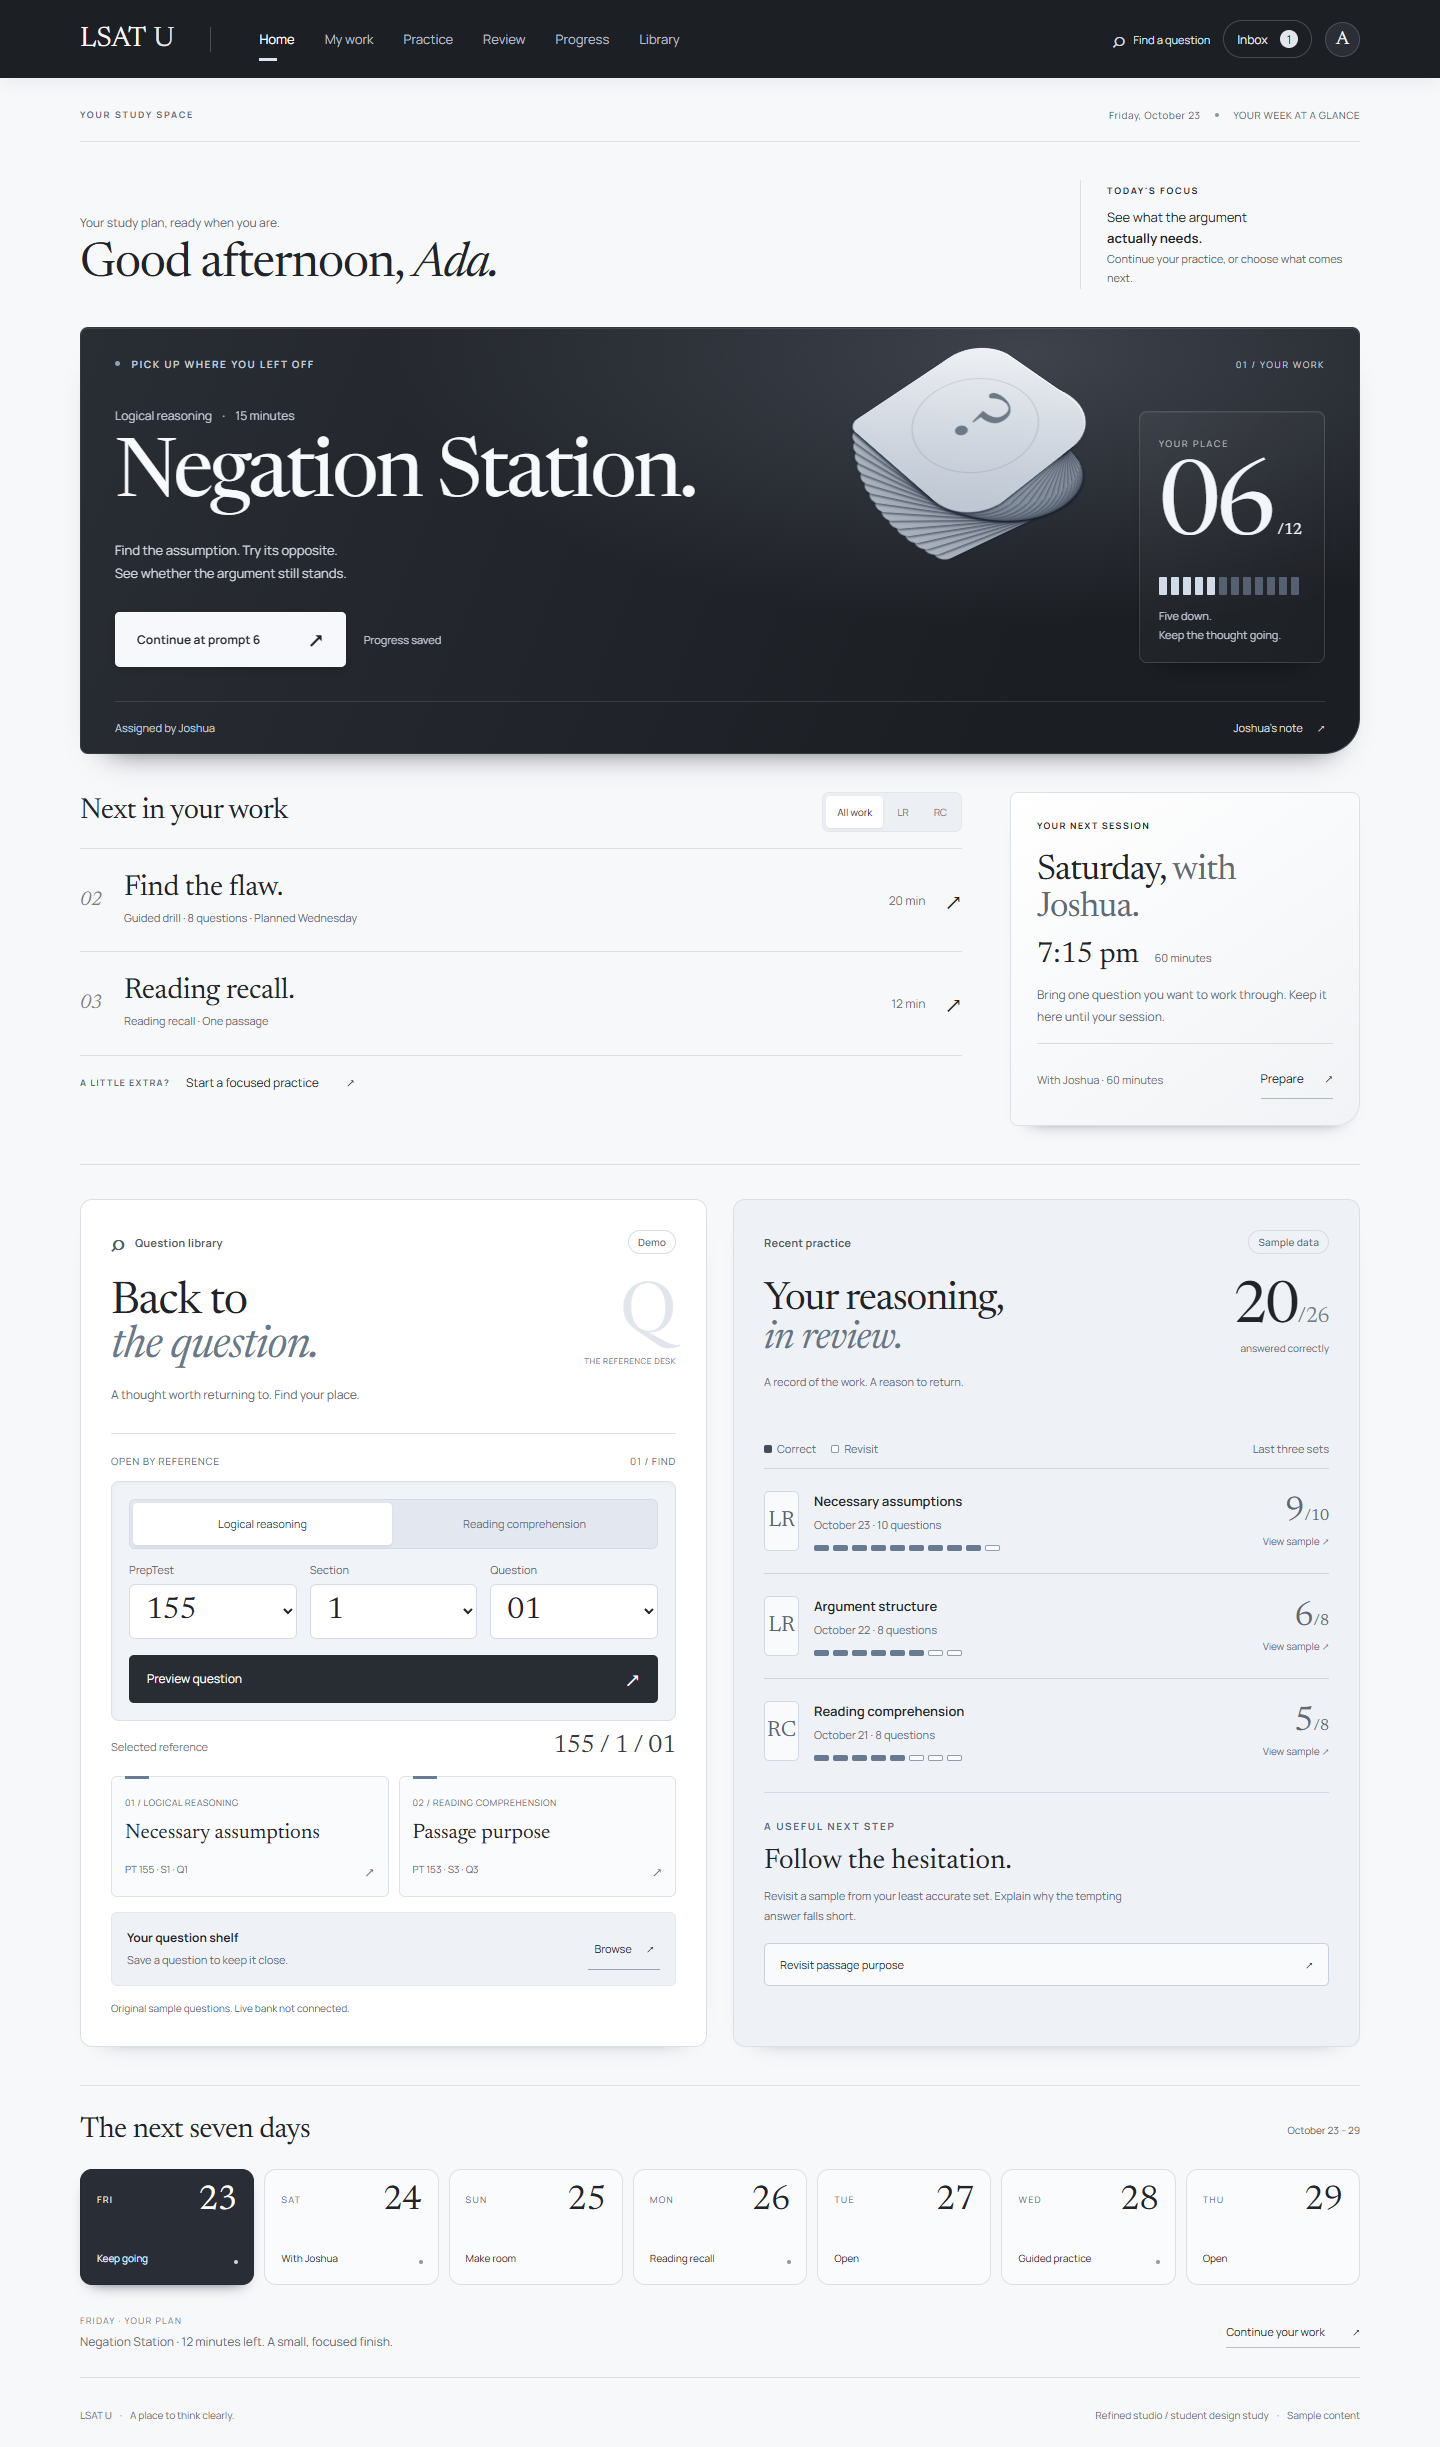 LSAT U
Home
My work
Practice
Review
Progress
Library
Find a question
Inbox 1
A
YOUR STUDY SPACE
Friday, October 23 • YOUR WEEK AT A GLANCE
Your study plan, ready when you are.
Good afternoon, Ada.
TODAY'S FOCUS
See what the argument
actually needs.
Continue your practice, or choose what comes
next.
PICK UP WHERE YOU LEFT OFF
01 / YOUR WORK
Logical reasoning · 15 minutes
Negation Station.
Find the assumption. Try its opposite.
See whether the argument still stands.
Continue at prompt 6 ↗
Progress saved
?
YOUR PLACE
06 /12
Five down.
Keep the thought going.
Assigned by Joshua
Joshua's note ↗
Next in your work
All work
LR
RC
02
Find the flaw.
Guided drill · 8 questions · Planned Wednesday
20 min ↗
03
Reading recall.
Reading recall · One passage
12 min ↗
A LITTLE EXTRA? Start a focused practice ↗
YOUR NEXT SESSION
Saturday, with
Joshua.
7:15 pm 60 minutes
Bring one question you want to work through. Keep it
here until your session.
With Joshua · 60 minutes
Prepare ↗
Question library
Demo
Back to
the question.
Q
THE REFERENCE DESK
A thought worth returning to. Find your place.
OPEN BY REFERENCE
01 / FIND
Logical reasoning
Reading comprehension
PrepTest
Section
Question
155
1
01
Preview question ↗
Selected reference
155 / 1 / 01
01 / LOGICAL REASONING
Necessary assumptions
PT 155 · S1 · Q1 ↗
02 / READING COMPREHENSION
Passage purpose
PT 153 · S3 · Q3 ↗
Your question shelf
Save a question to keep it close.
Browse ↗
Original sample questions. Live bank not connected.
Recent practice
Sample data
Your reasoning,
in review.
20/26
answered correctly
A record of the work. A reason to return.
Correct
Revisit
Last three sets
LR
Necessary assumptions
October 23 · 10 questions
9/10
View sample ↗
LR
Argument structure
October 22 · 8 questions
6/8
View sample ↗
RC
Reading comprehension
October 21 · 8 questions
5/8
View sample ↗
A USEFUL NEXT STEP
Follow the hesitation.
Revisit a sample from your least accurate set. Explain why the tempting
answer falls short.
Revisit passage purpose ↗
The next seven days
October 23 – 29
FRI 23
Keep going
SAT 24
With Joshua
SUN 25
Make room
MON 26
Reading recall
TUE 27
Open
WED 28
Guided practice
THU 29
Open
FRIDAY · YOUR PLAN
Negation Station · 12 minutes left. A small, focused finish.
Continue your work ↗
LSAT U · A place to think clearly.
Refined studio / student design study · Sample content